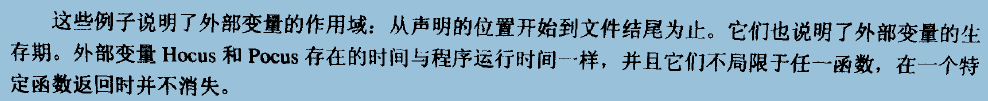 这些例子说明了外部变量的作用域：从声明的位置开始到文件结尾为止。它们也说明了外部变量的生
存期。外部变量 Hocus 和 Pocus 存在的时间与程序运行时间一样，并且它们不局限于任一函数，在一个特
定函数返回时并不消失。